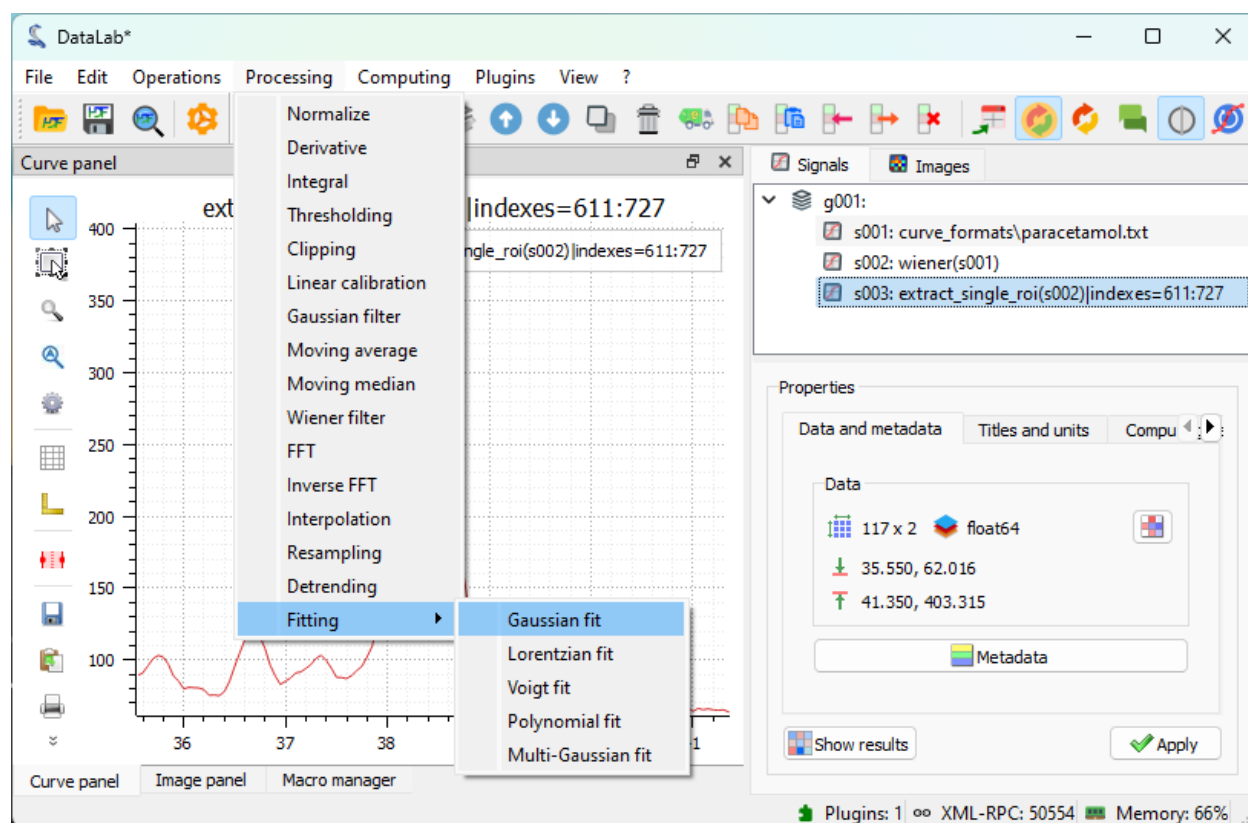 DataLab*
File Edit Operations Processing Computing Plugins View ?
Curve panel
ext
|indexes=611:727
ngle_roi(s002)|indexes=611:727
400
350
300
250
200
150
100
36 37 38
Normalize
Derivative
Integral
Thresholding
Clipping
Linear calibration
Gaussian filter
Moving average
Moving median
Wiener filter
FFT
Inverse FFT
Interpolation
Resampling
Detrending
Fitting
Gaussian fit
Lorentzian fit
Voigt fit
Polynomial fit
Multi-Gaussian fit
Curve panel Image panel Macro manager
Signals Images
g001:
s001: curve_formats\paracetamol.txt
s002: wiener(s001)
s003: extract_single_roi(s002)|indexes=611:727
Properties
Data and metadata Titles and units Compu
Data
117 x 2 float64
35.550, 62.016
41.350, 403.315
Metadata
Show results Apply
Plugins: 1 XML-RPC: 50554 Memory: 66%